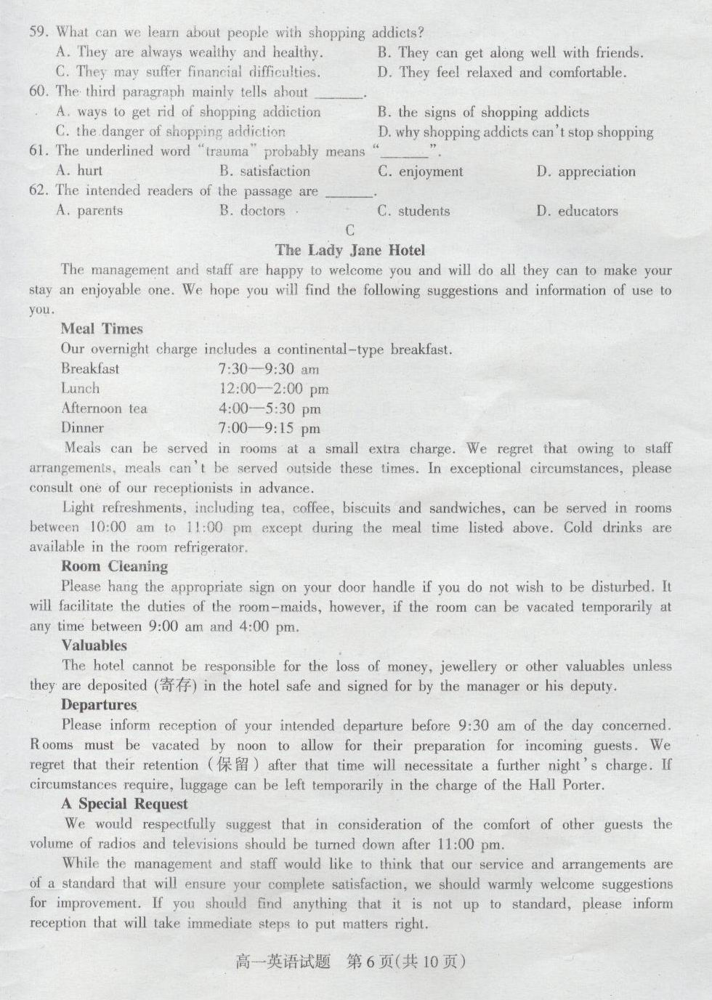 59. What can we learn about people with shopping addicts?
A. They are always wealthy and healthy. B. They can get along well with friends.
C. They may suffer financial difficulties. D. They feel relaxed and comfortable.
60. The third paragraph mainly tells about ______.
A. ways to get rid of shopping addiction B. the signs of shopping addicts
C. the danger of shopping addiction D. why shopping addicts can't stop shopping
61. The underlined word "trauma" probably means "______".
A. hurt B. satisfaction C. enjoyment D. appreciation
62. The intended readers of the passage are ______.
A. parents B. doctors C. students D. educators
C
The Lady Jane Hotel
The management and staff are happy to welcome you and will do all they can to make your
stay an enjoyable one. We hope you will find the following suggestions and information of use to
you.
Meal Times
Our overnight charge includes a continental-type breakfast.
Breakfast 7:30—9:30 am
Lunch 12:00—2:00 pm
Afternoon tea 4:00—5:30 pm
Dinner 7:00—9:15 pm
Meals can be served in rooms at a small extra charge. We regret that owing to staff
arrangements, meals can't be served outside these times. In exceptional circumstances, please
consult one of our receptionists in advance.
Light refreshments, including tea, coffee, biscuits and sandwiches, can be served in rooms
between 10:00 am to 11:00 pm except during the meal time listed above. Cold drinks are
available in the room refrigerator.
Room Cleaning
Please hang the appropriate sign on your door handle if you do not wish to be disturbed. It
will facilitate the duties of the room-maids, however, if the room can be vacated temporarily at
any time between 9:00 am and 4:00 pm.
Valuables
The hotel cannot be responsible for the loss of money, jewellery or other valuables unless
they are deposited (寄存) in the hotel safe and signed for by the manager or his deputy.
Departures
Please inform reception of your intended departure before 9:30 am of the day concerned.
Rooms must be vacated by noon to allow for their preparation for incoming guests. We
regret that their retention (保留) after that time will necessitate a further night's charge. If
circumstances require, luggage can be left temporarily in the charge of the Hall Porter.
A Special Request
We would respectfully suggest that in consideration of the comfort of other guests the
volume of radios and televisions should be turned down after 11:00 pm.
While the management and staff would like to think that our service and arrangements are
of a standard that will ensure your complete satisfaction, we should warmly welcome suggestions
for improvement. If you should find anything that it is not up to standard, please inform
reception that will take immediate steps to put matters right.
高一英语试题 第6页(共10页)